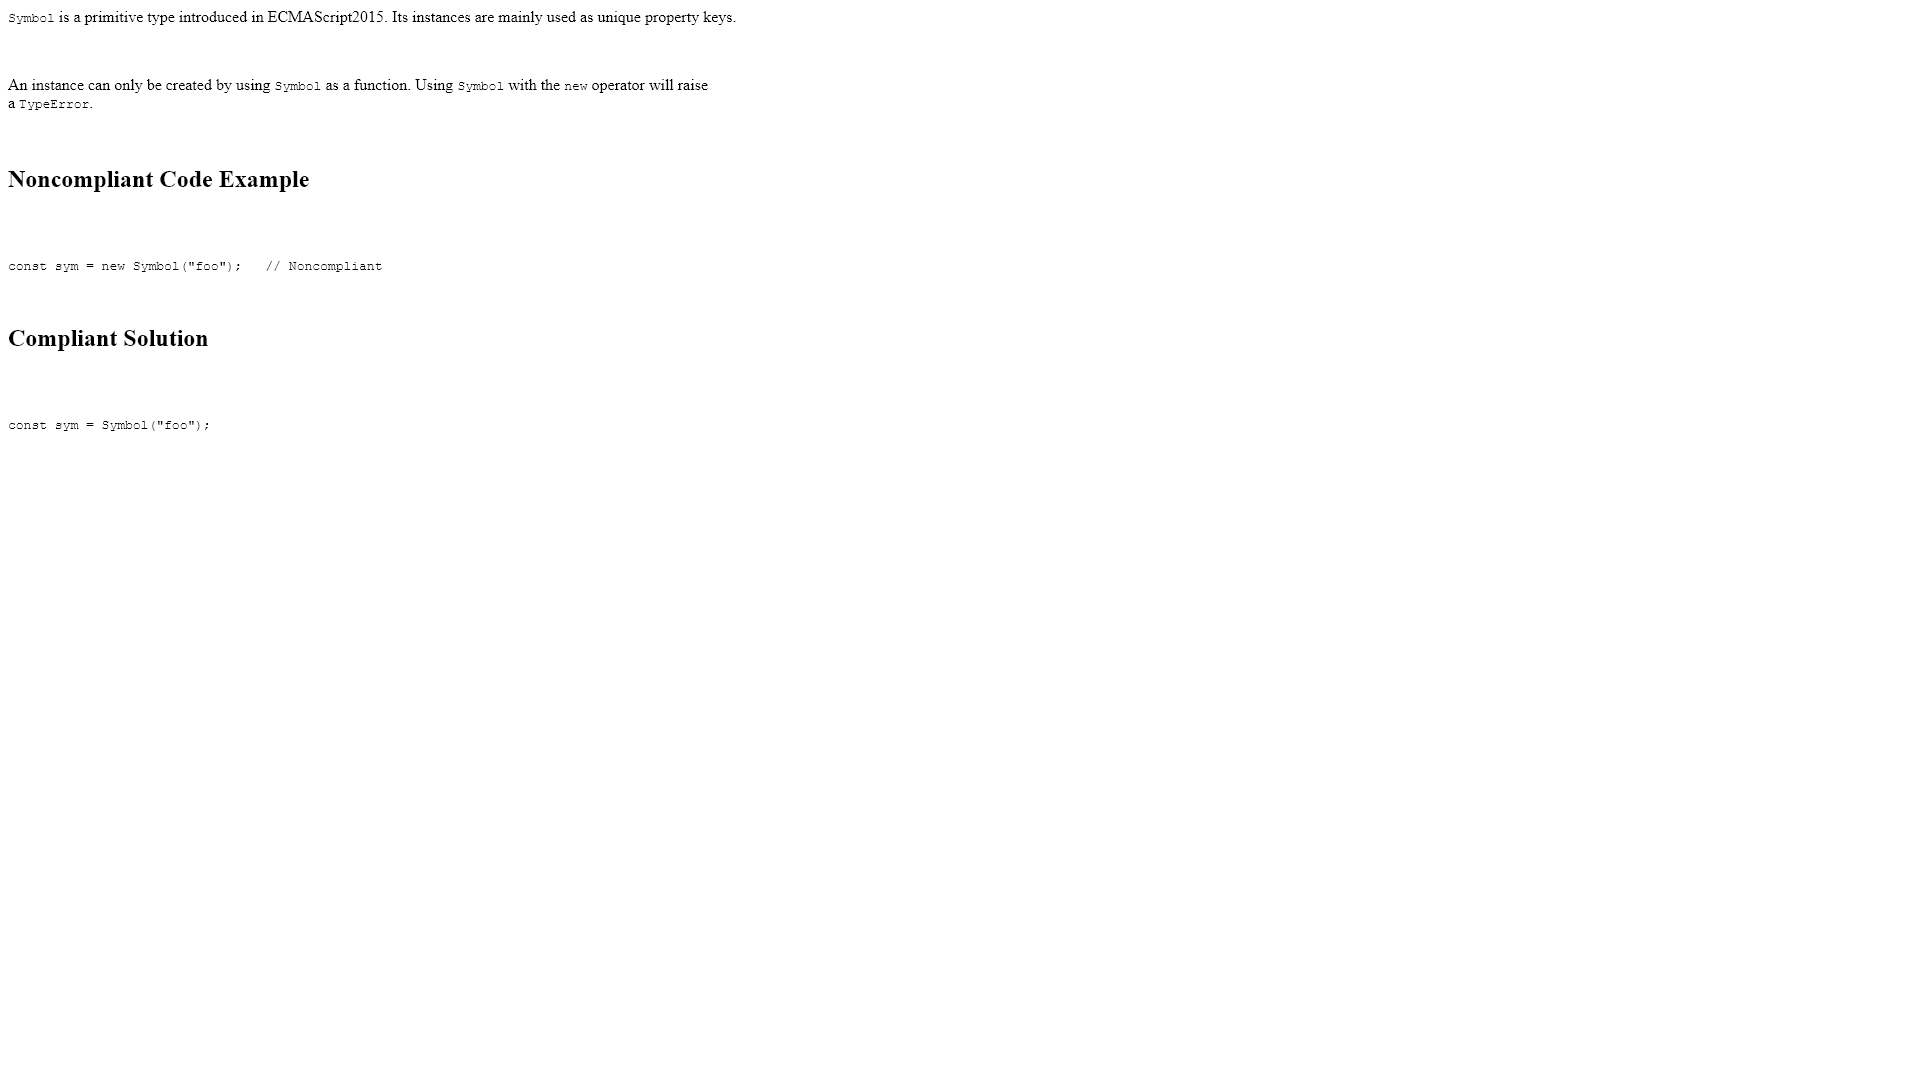 Symbol is a primitive type introduced in ECMAScript2015. Its instances are mainly used as unique property keys.
An instance can only be created by using Symbol as a function. Using Symbol with the new operator will raise
a TypeError.
Noncompliant Code Example
const sym = new Symbol("foo");   // Noncompliant
Compliant Solution
const sym = Symbol("foo");